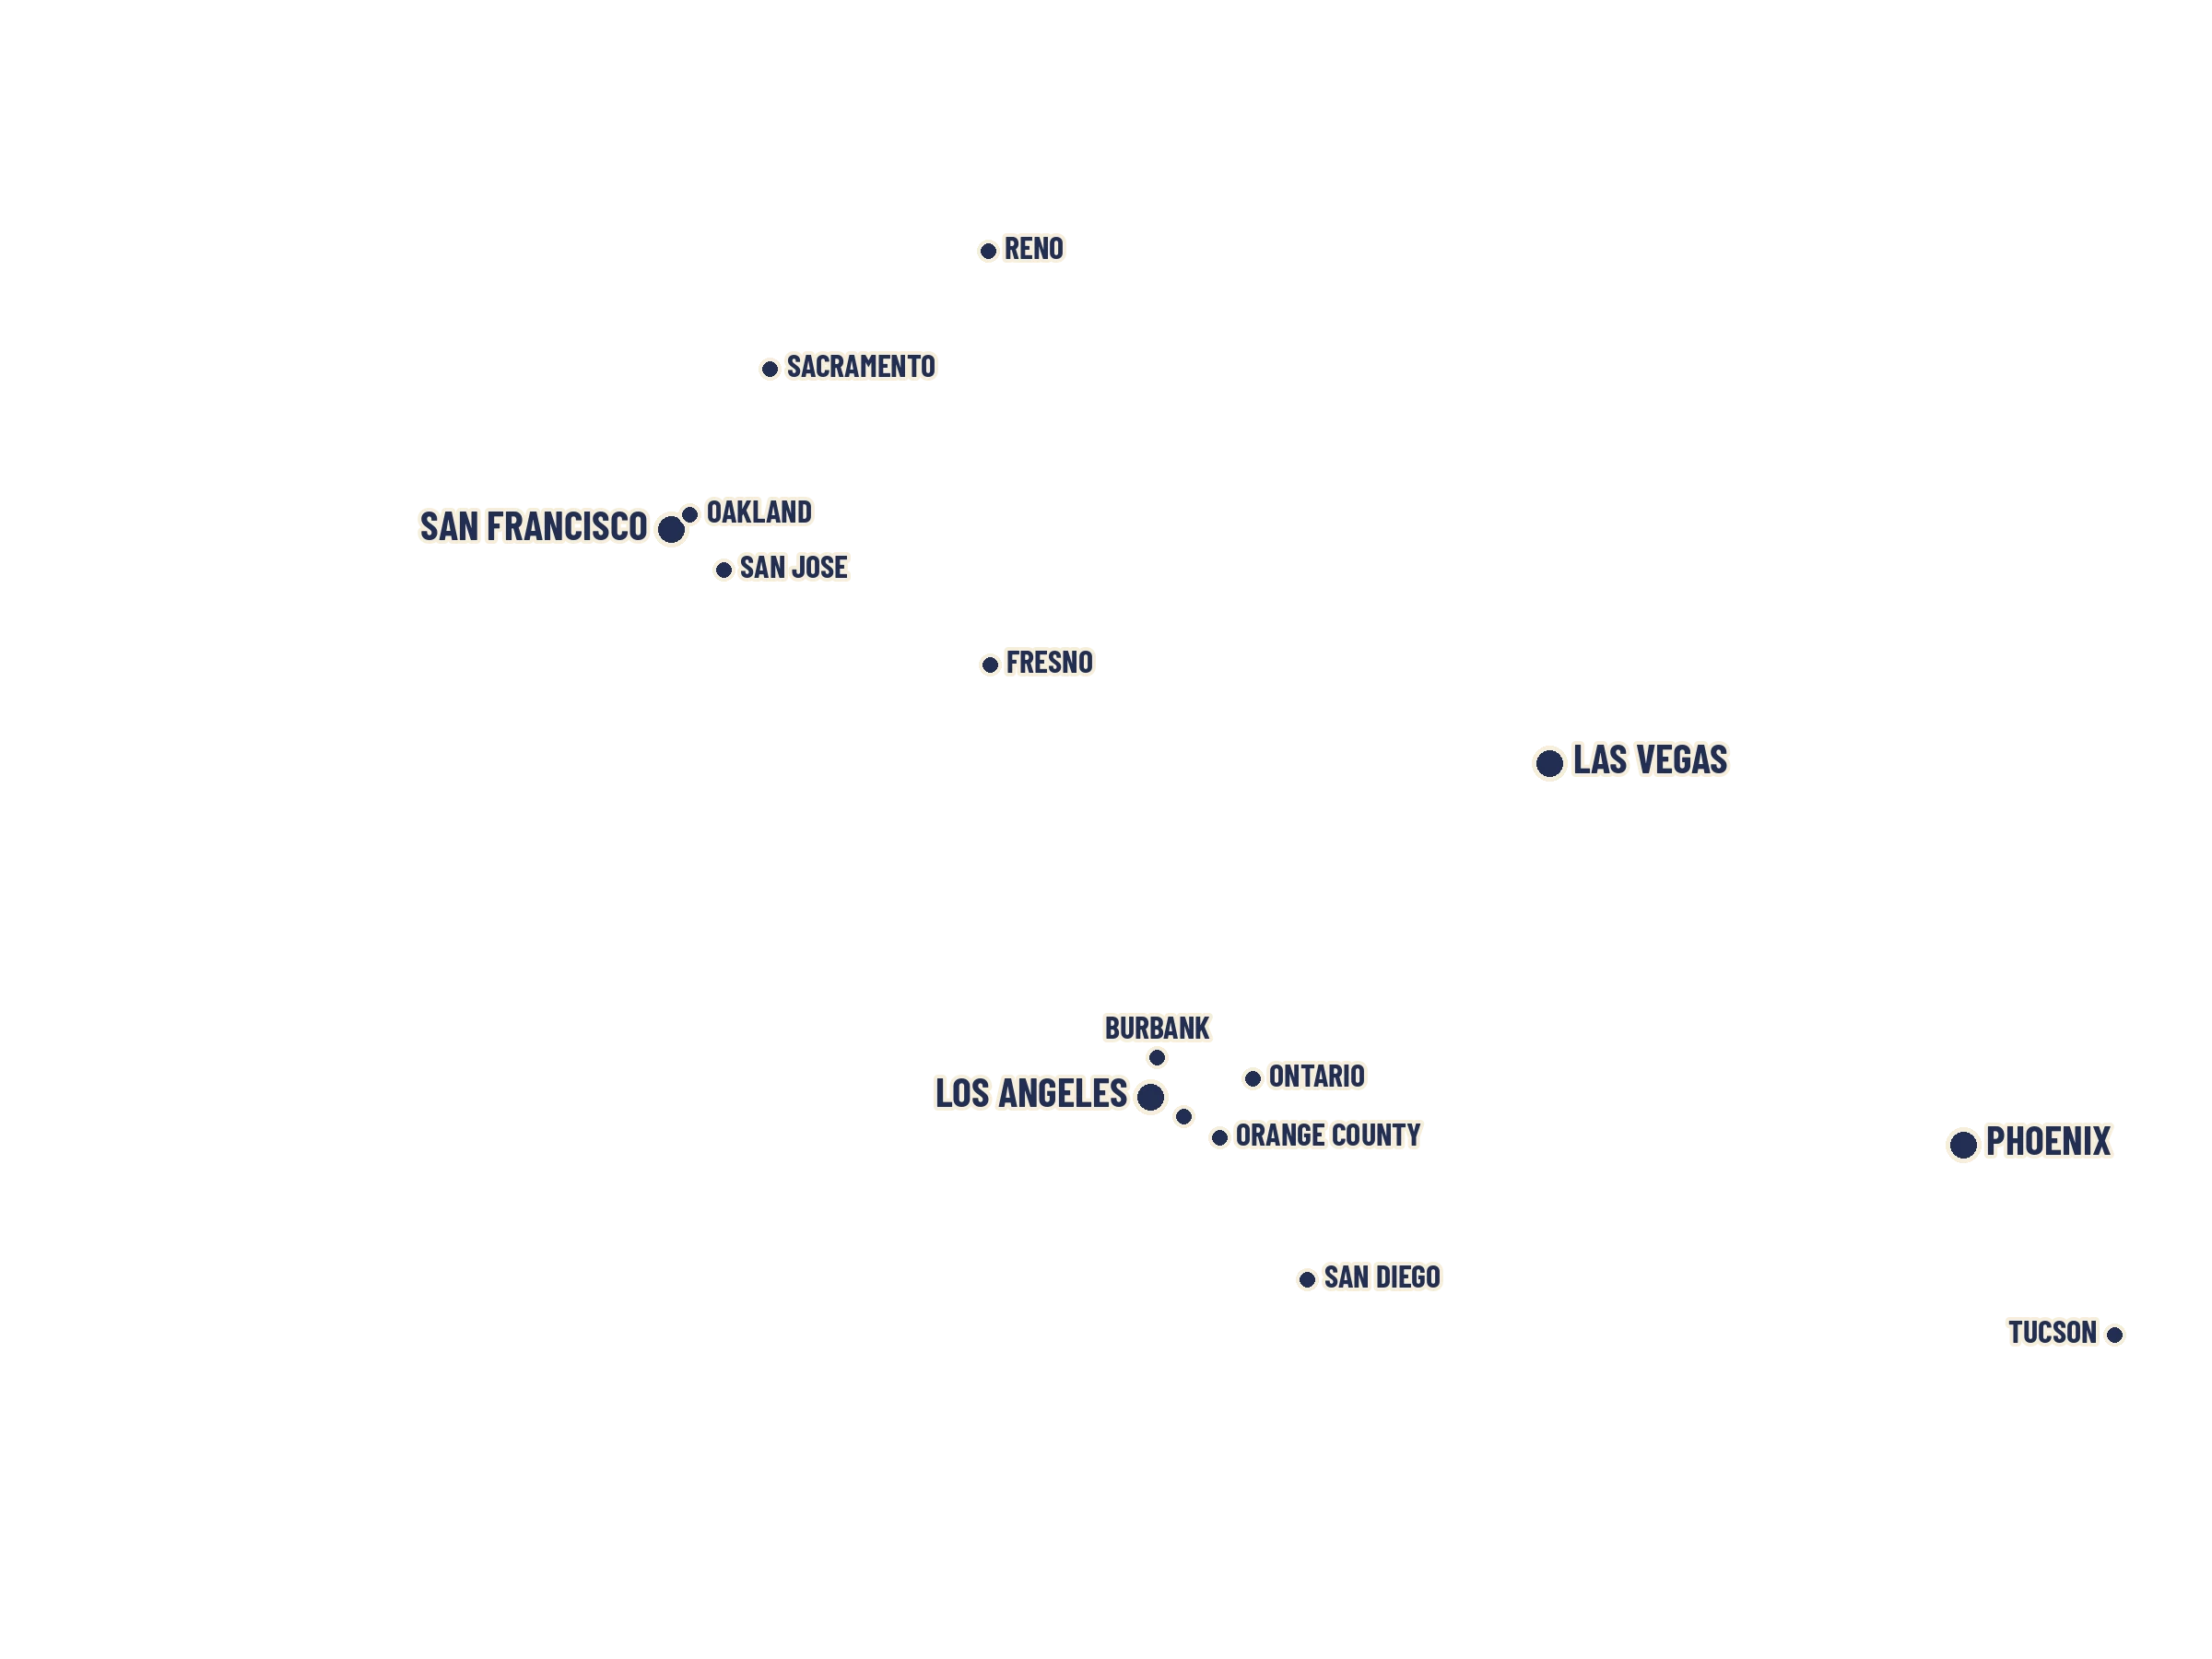 RENO
SACRAMENTO
OAKLAND
SAN FRANCISCO
SAN JOSE
FRESNO
LAS VEGAS
BURBANK
ONTARIO
LOS ANGELES
ORANGE COUNTY
PHOENIX
SAN DIEGO
TUCSON